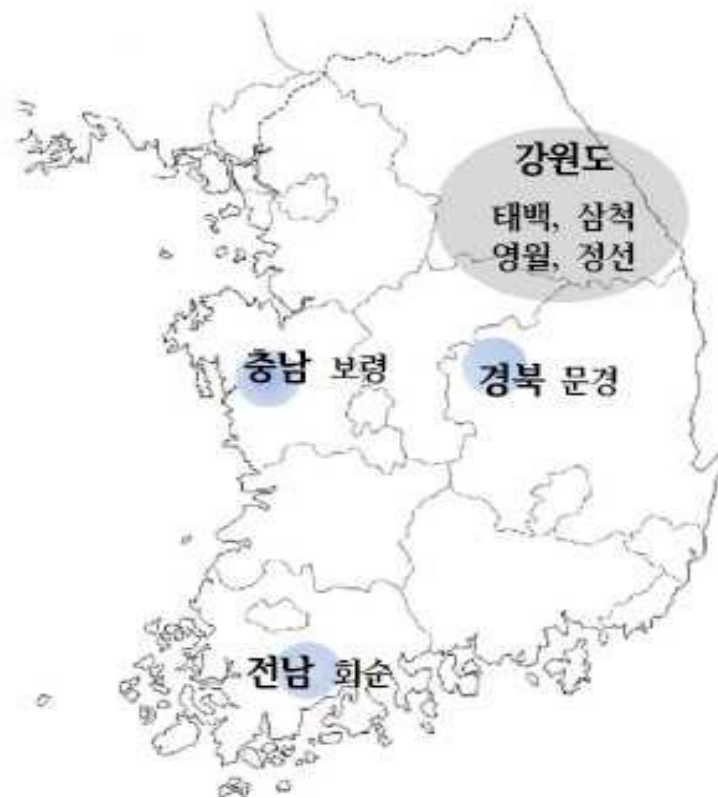 강원도
태백, 삼척
영월, 정선
충남 보령
경북 문경
전남 화순